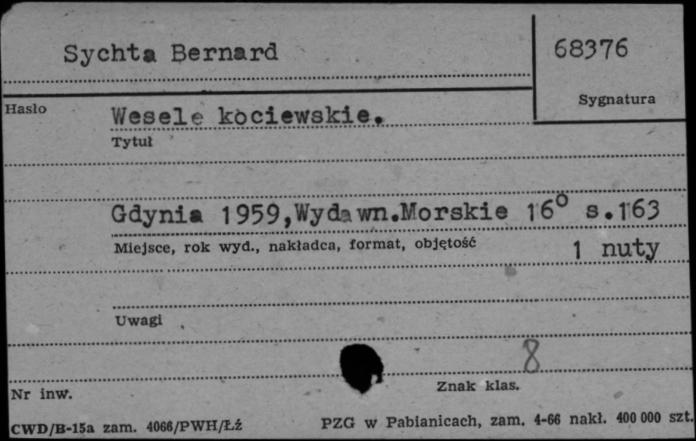 Sychta Bernard
68376
Hasło
Sygnatura
Wesele kociewskie.
Tytuł
Gdynia 1959,Wydawn.Morskie 16° s.163
Miejsce, rok wyd., nakładca, format, objętość
1 nuty
Uwagi
8
Nr inw.
Znak klas.
CWD/B-15a zam. 4066/PWH/Łź
PZG w Pabianicach, zam. 4-66 nakł. 400 000 szt.